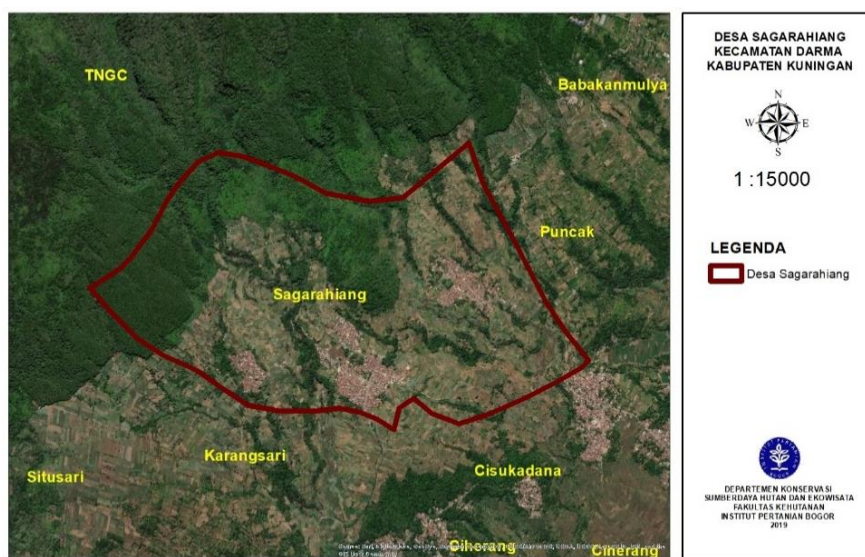 TNGC
Babakanmulya
Puncak
Sagarahiang
Karangsari
Situsari
Cisukadana
Ciherang
Cinerang
DESA SAGARAHIANG
KECAMATAN DARMA
KABUPATEN KUNINGAN
N
W E
S
1 :15000
LEGENDA
Desa Sagarahiang
DEPARTEMEN KONSERVASI
SUMBERDAYA HUTAN DAN EKOWISATA
FAKULTAS KEHUTANAN
INSTITUT PERTANIAN BOGOR
2019